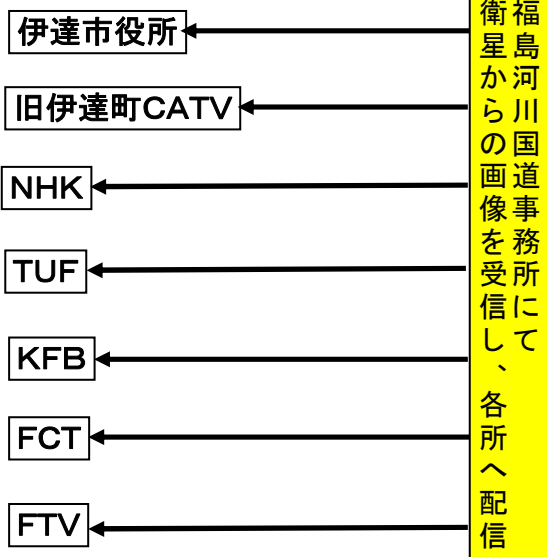 福島河川国道事務所にて
衛星からの画像を受信し、各所へ配信
伊達市役所
旧伊達町CATV
NHK
TUF
KFB
FCT
FTV